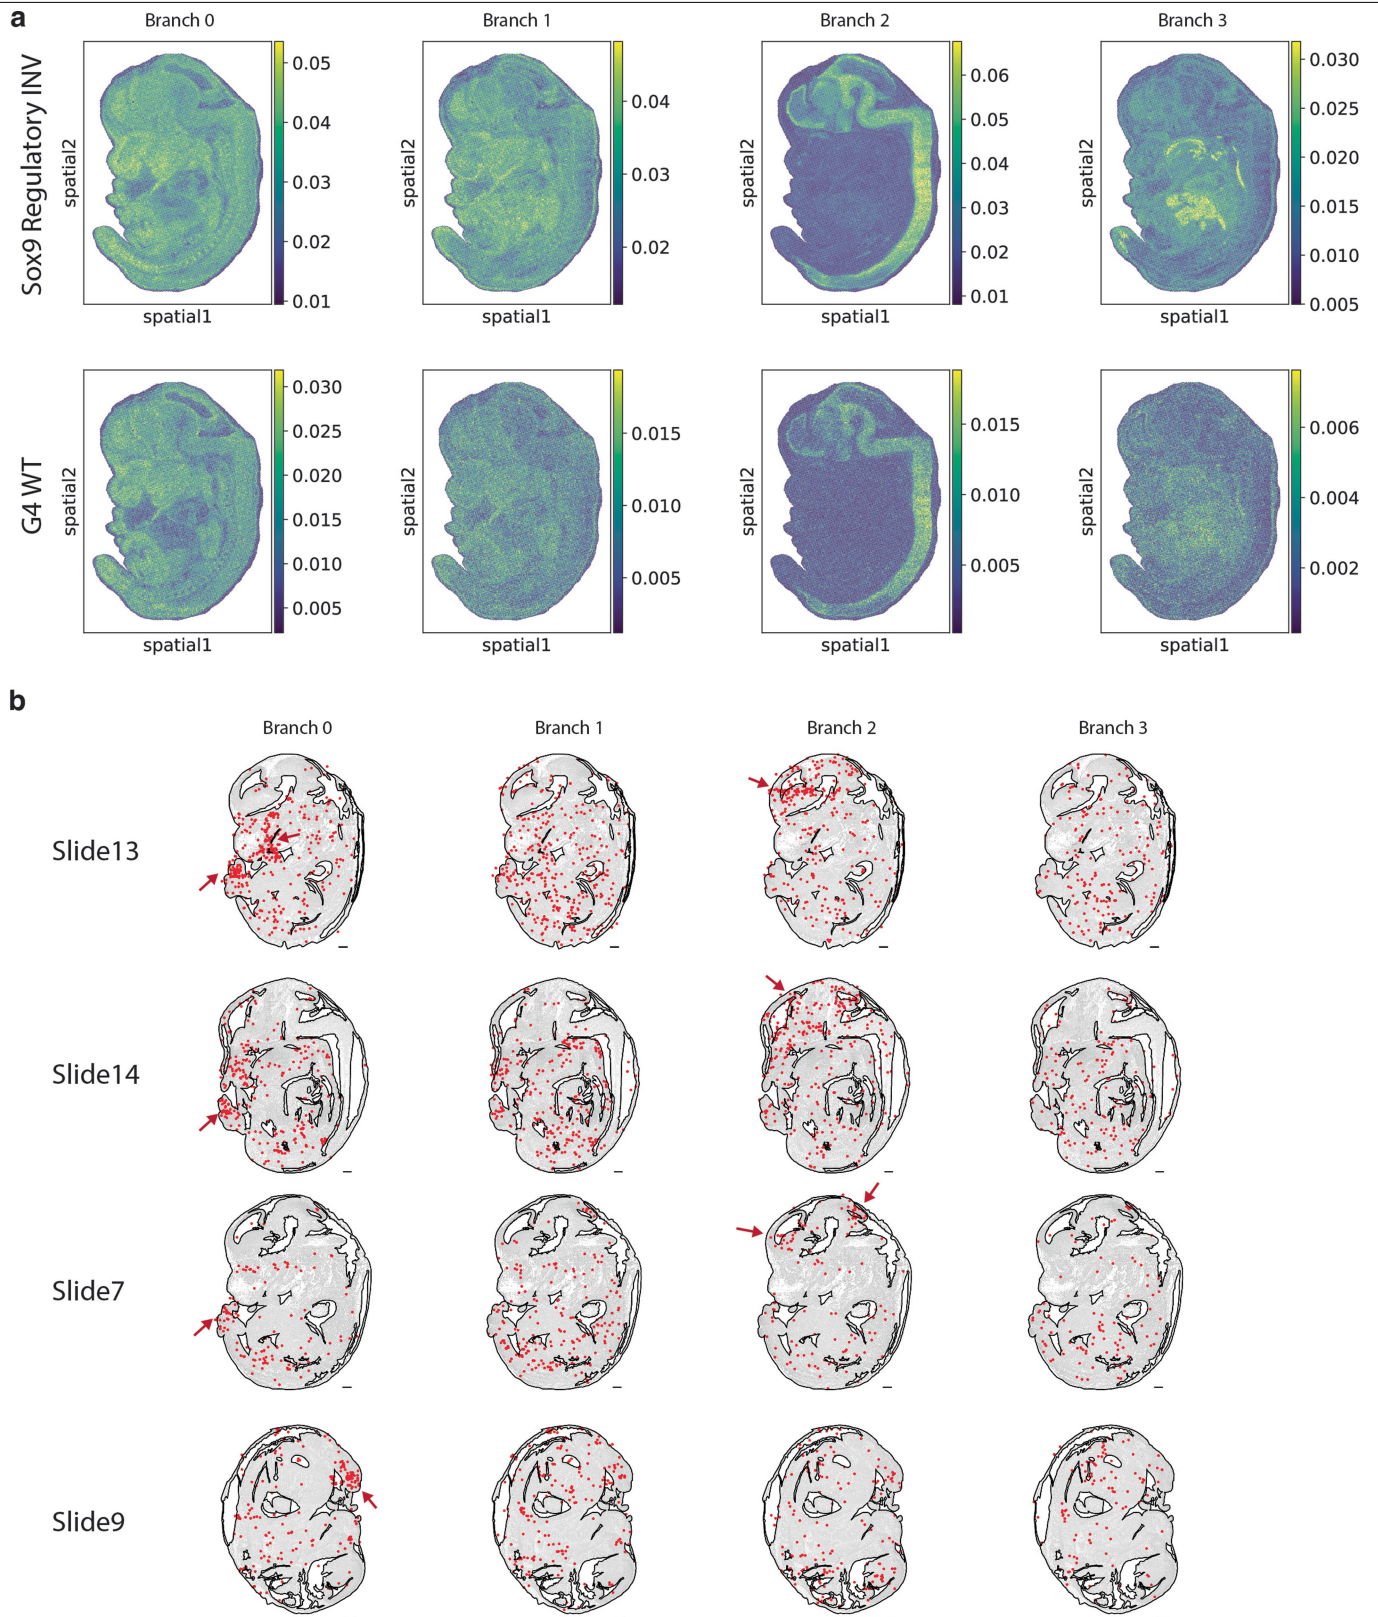 a
Branch 0
Branch 1
Branch 2
Branch 3
Sox9 Regulatory INV
spatial2
spatial1
0.05
0.04
0.03
0.02
0.01
spatial2
spatial1
0.04
0.03
0.02
spatial2
spatial1
0.06
0.05
0.04
0.03
0.02
0.01
spatial2
spatial1
0.030
0.025
0.020
0.015
0.010
0.005
G4 WT
spatial2
spatial1
0.030
0.025
0.020
0.015
0.010
0.005
spatial2
spatial1
0.015
0.010
0.005
spatial2
spatial1
0.015
0.010
0.005
spatial2
spatial1
0.006
0.004
0.002
b
Branch 0
Branch 1
Branch 2
Branch 3
Slide13
Slide14
Slide7
Slide9